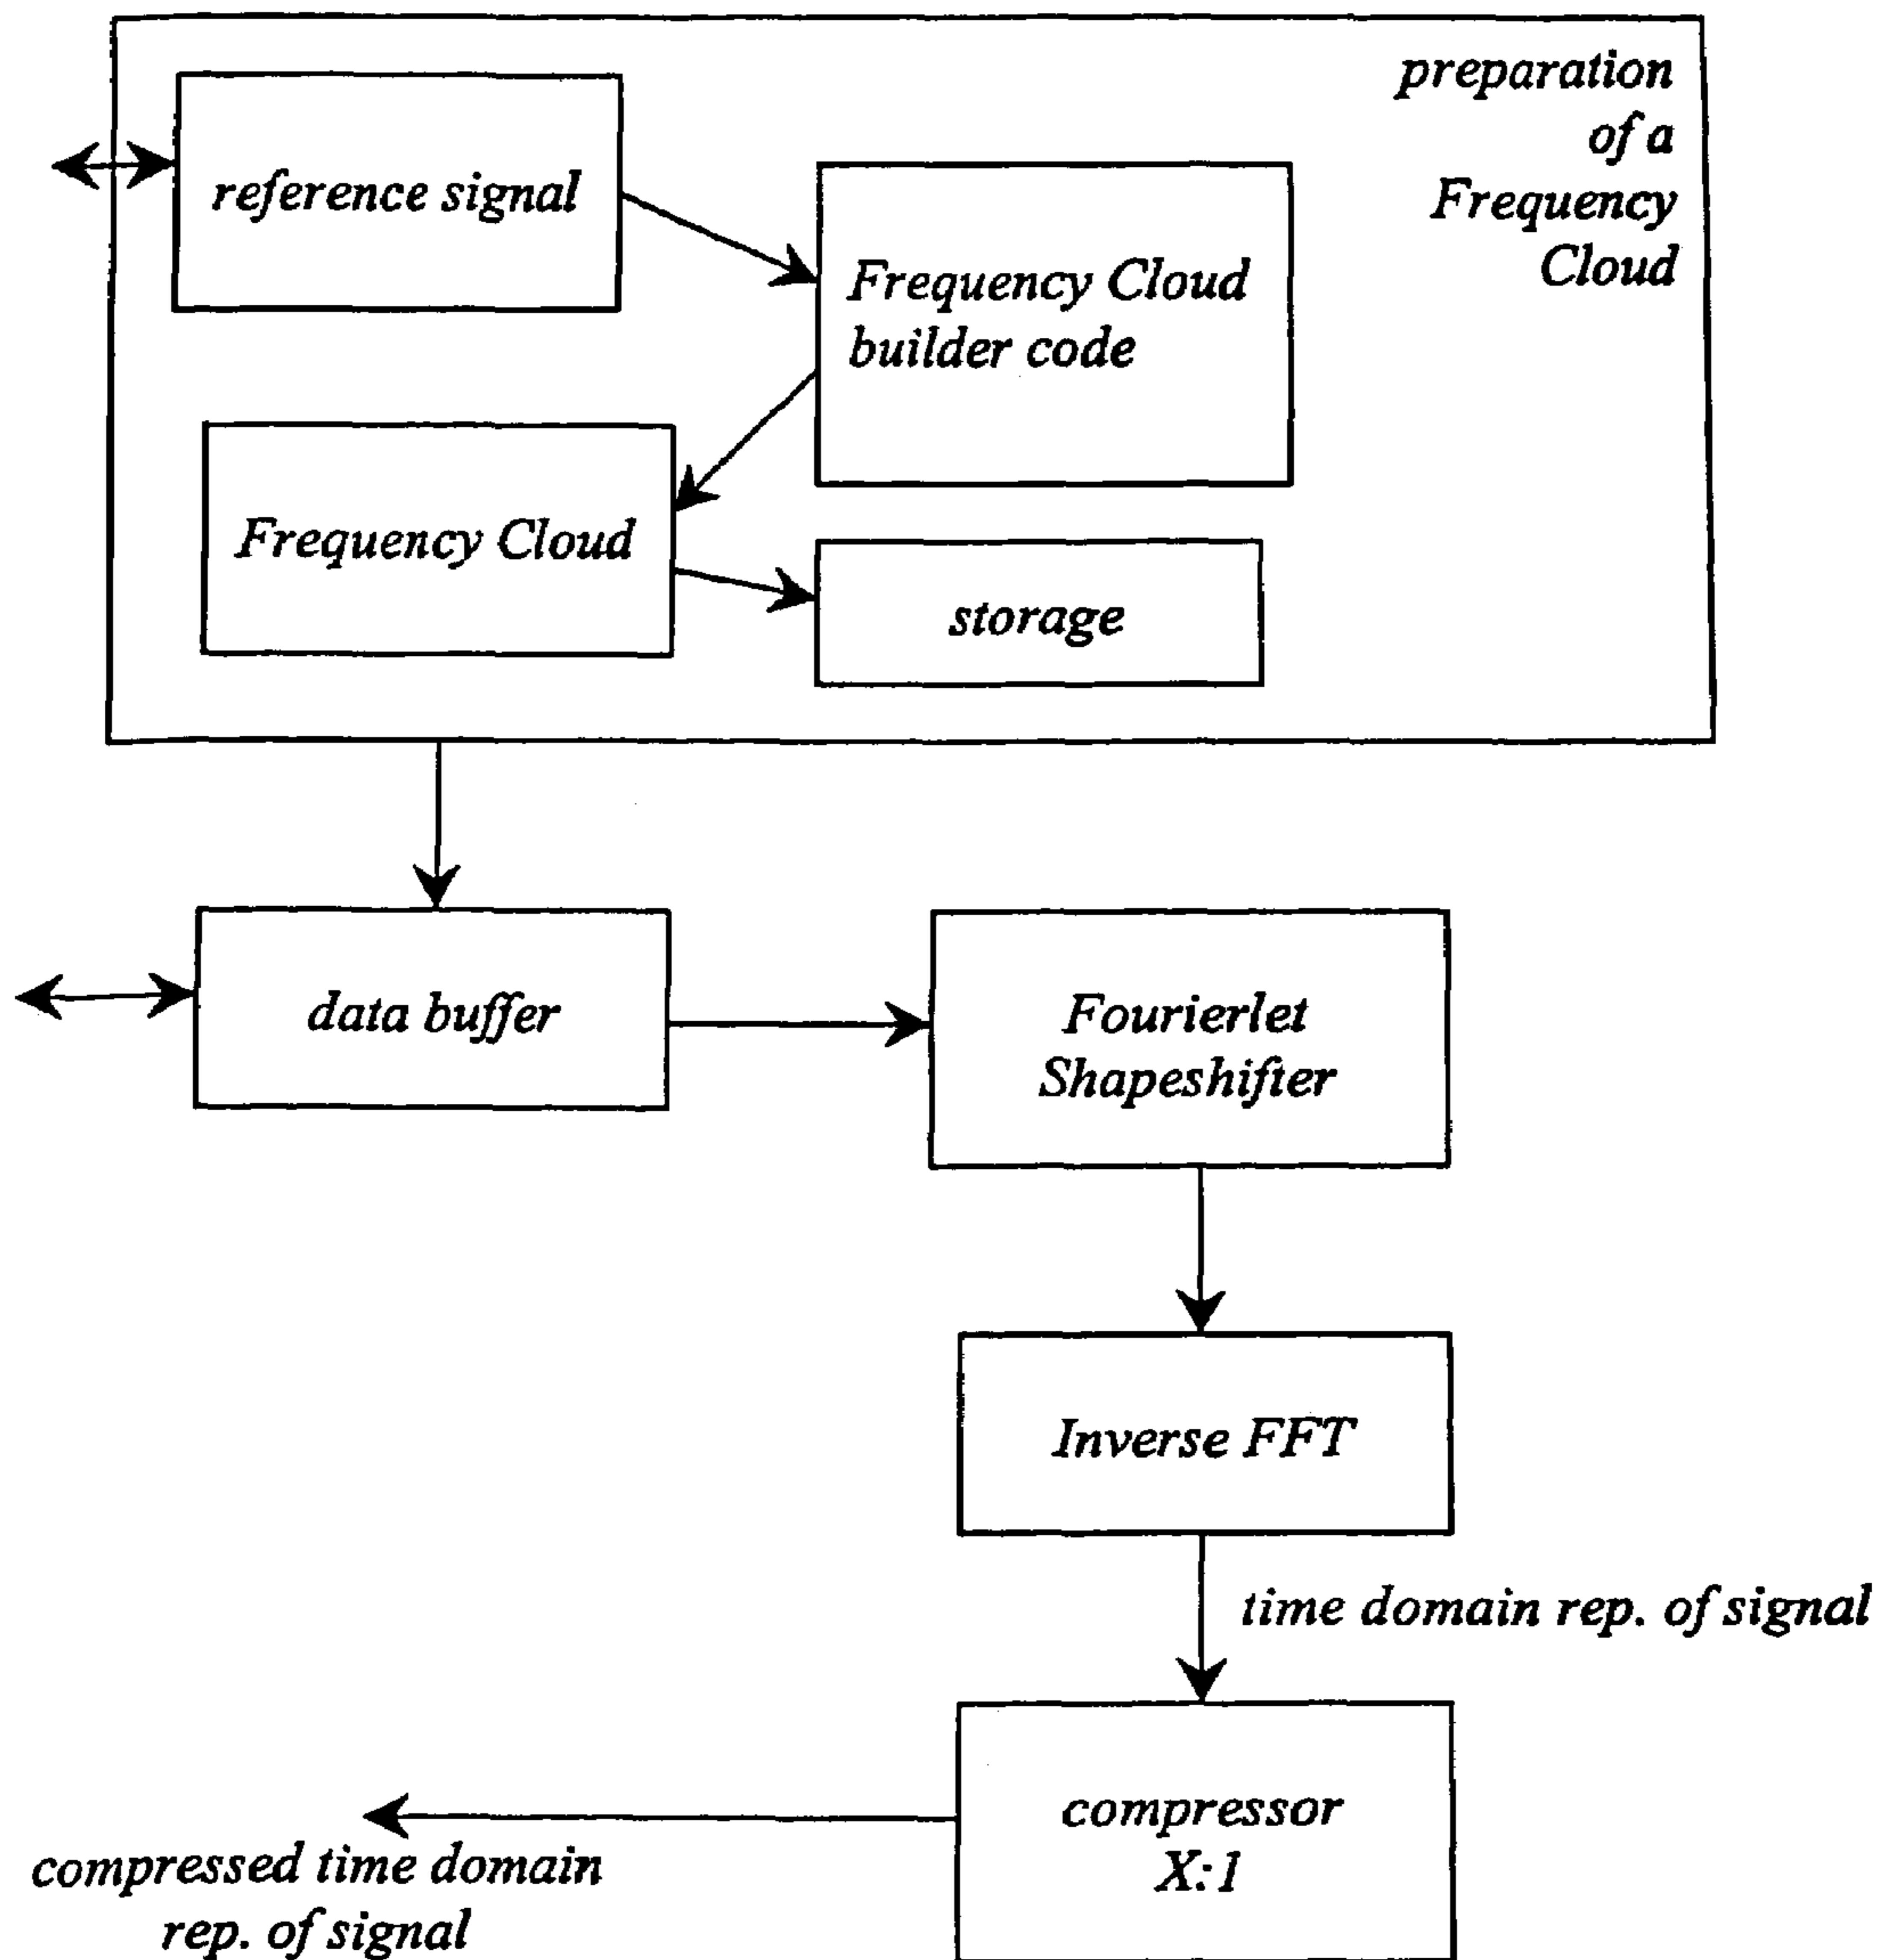 preparation
of a
Frequency
Cloud
reference signal
Frequency Cloud
builder code
Frequency Cloud
storage
data buffer
Fourierlet
Shapeshifter
Inverse FFT
time domain rep. of signal
compressor
X:1
compressed time domain
rep. of signal